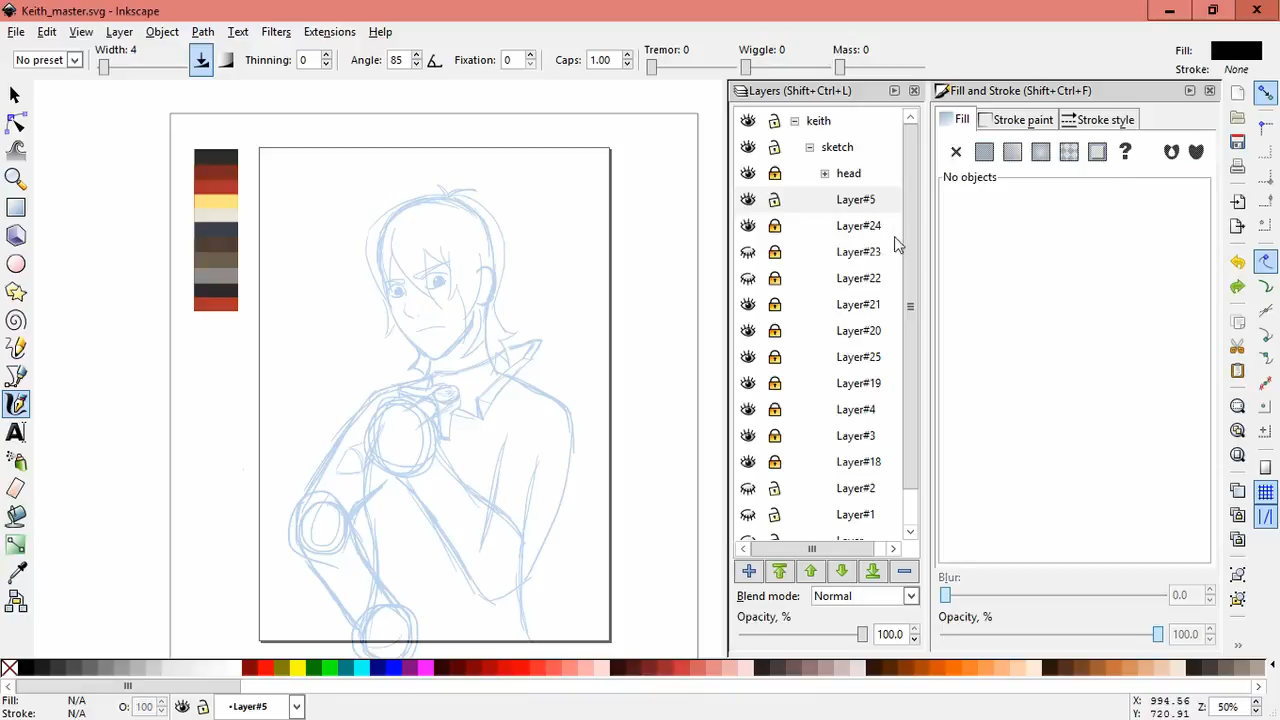 Keith_master.svg - Inkscape
File Edit View Layer Object Path Text Filters Extensions Help
No preset Width: 4 Thinning: 0 Angle: 85 Fixation: 0 Caps: 1.00 Tremor: 0 Wiggle: 0 Mass: 0 Fill:
Stroke: None
Layers (Shift+Ctrl+L) Fill and Stroke (Shift+Ctrl+F)
keith Fill Stroke paint Stroke style
sketch
head
No objects
Layer#5
Layer#24
Layer#23
Layer#22
Layer#21
Layer#20
Layer#25
Layer#19
Layer#4
Layer#3
Layer#18
Layer#2
Layer#1
Blur:
0.0
Blend mode: Normal
Opacity, % Opacity, %
100.0 100.0
Fill: N/A
Stroke: N/A
O: 100 •Layer#5
X: 994.56
Y: 720.91
Z: 50%